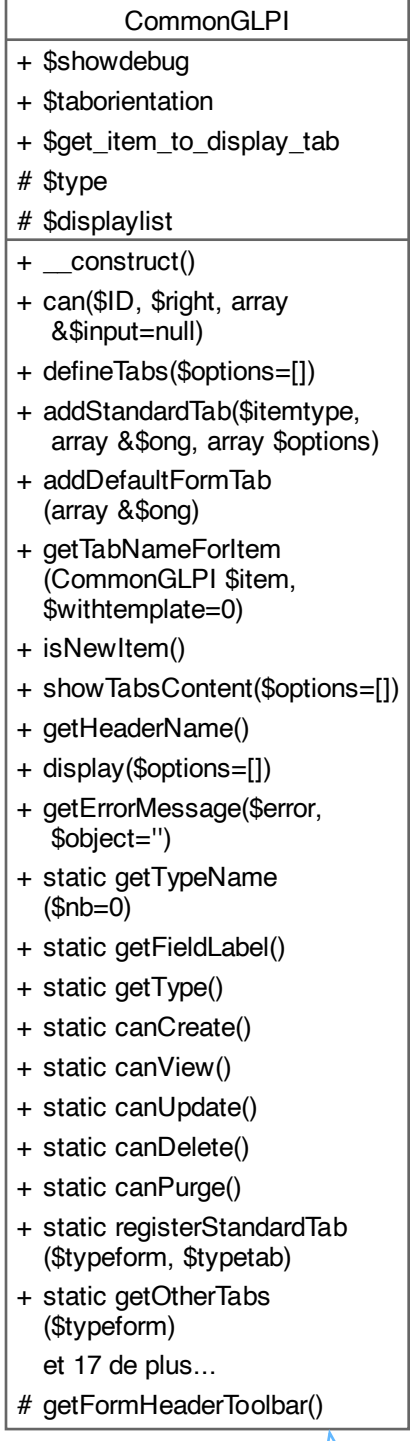 CommonGLPI
+ $showdebug
+ $taborientation
+ $get_item_to_display_tab
# $type
# $displaylist
+ __construct()
+ can($ID, $right, array
&$input=null)
+ defineTabs($options=[])
+ addStandardTab($itemtype,
array &$ong, array $options)
+ addDefaultFormTab
(array &$ong)
+ getTabNameForItem
(CommonGLPI $item,
$withtemplate=0)
+ isNewItem()
+ showTabsContent($options=[])
+ getHeaderName()
+ display($options=[])
+ getErrorMessage($error,
$object='')
+ static getTypeName
($nb=0)
+ static getFieldLabel()
+ static getType()
+ static canCreate()
+ static canView()
+ static canUpdate()
+ static canDelete()
+ static canPurge()
+ static registerStandardTab
($typeform, $typetab)
+ static getOtherTabs
($typeform)
et 17 de plus...
# getFormHeaderToolbar()